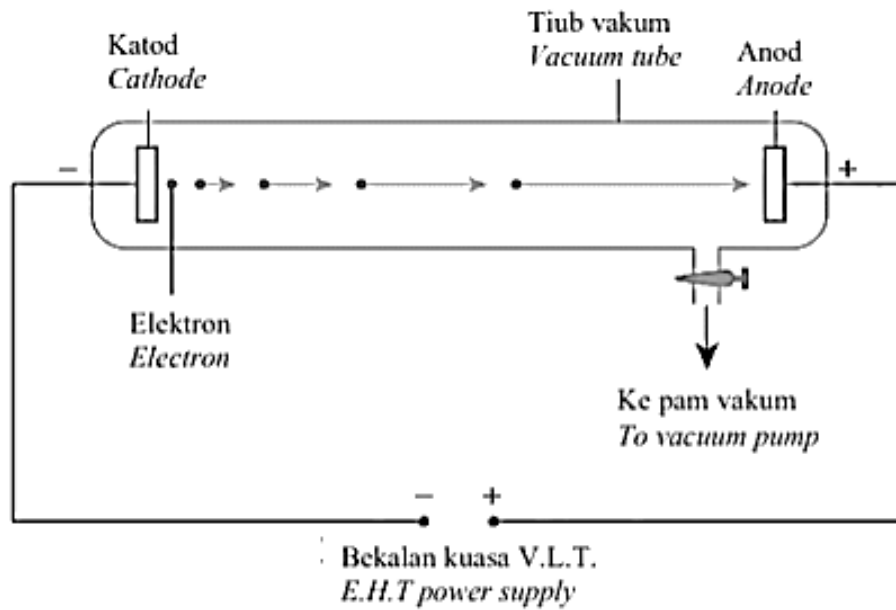 Tiub vakum
Vacuum tube
Katod
Cathode
Anod
Anode
–
+
Elektron
Electron
Ke pam vakum
To vacuum pump
– +
Bekalan kuasa V.L.T.
E.H.T power supply